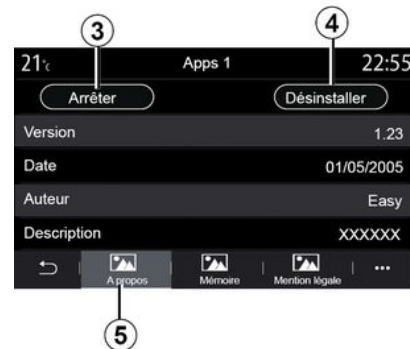 3
4
21°c Apps 1 22:55
Arrêter Désinstaller
Version 1.23
Date 01/05/2005
Auteur Easy
Description XXXXXX
A propos Mémoire Mention légale ...
5